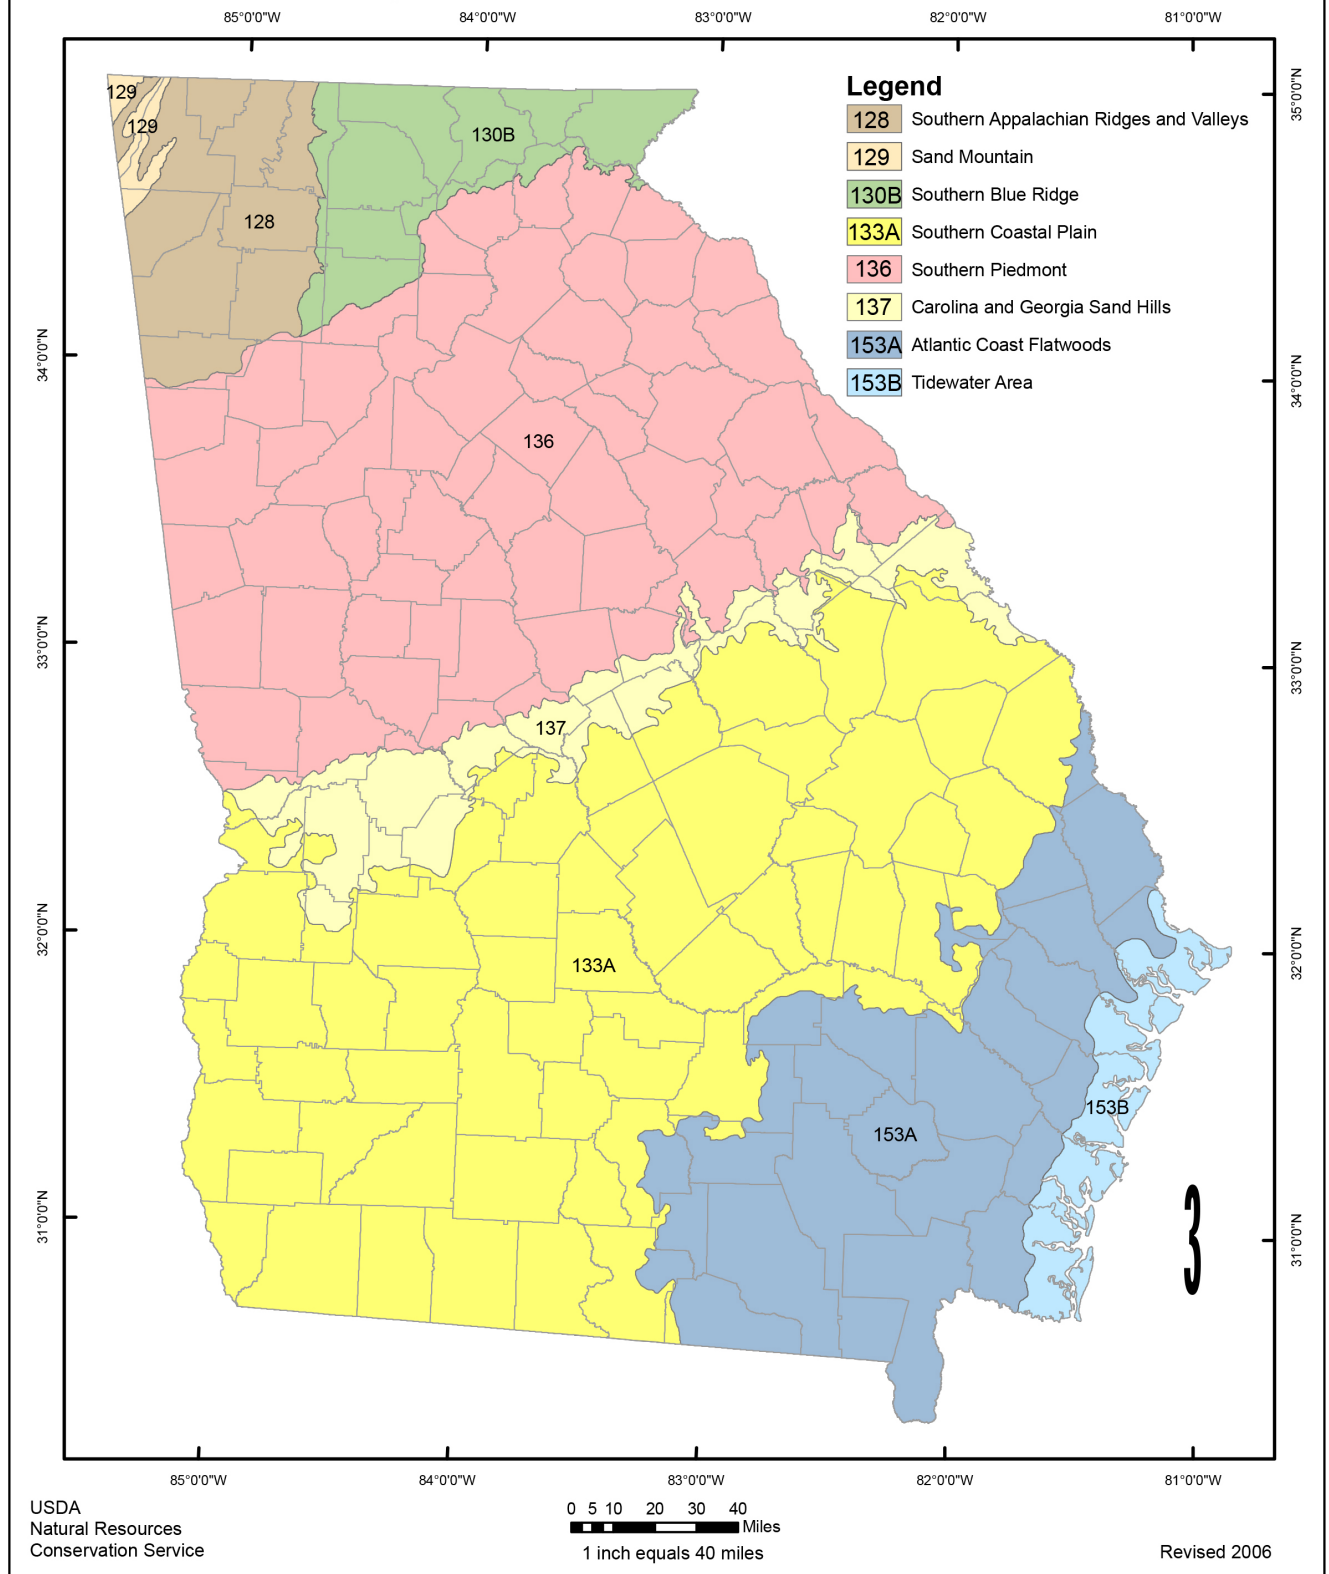 85°0'0"W 84°0'0"W 83°0'0"W 82°0'0"W 81°0'0"W
Legend
128 Southern Appalachian Ridges and Valleys
129 Sand Mountain
130B Southern Blue Ridge
133A Southern Coastal Plain
136 Southern Piedmont
137 Carolina and Georgia Sand Hills
153A Atlantic Coast Flatwoods
153B Tidewater Area
129
129
130B
128
136
137
133A
153A
153B
3
35°0'0"N
34°0'0"N
33°0'0"N
32°0'0"N
31°0'0"N
34°0'0"N
33°0'0"N
32°0'0"N
31°0'0"N
85°0'0"W 84°0'0"W 83°0'0"W 82°0'0"W 81°0'0"W
USDA
Natural Resources
Conservation Service
0 5 10 20 30 40
Miles
1 inch equals 40 miles
Revised 2006